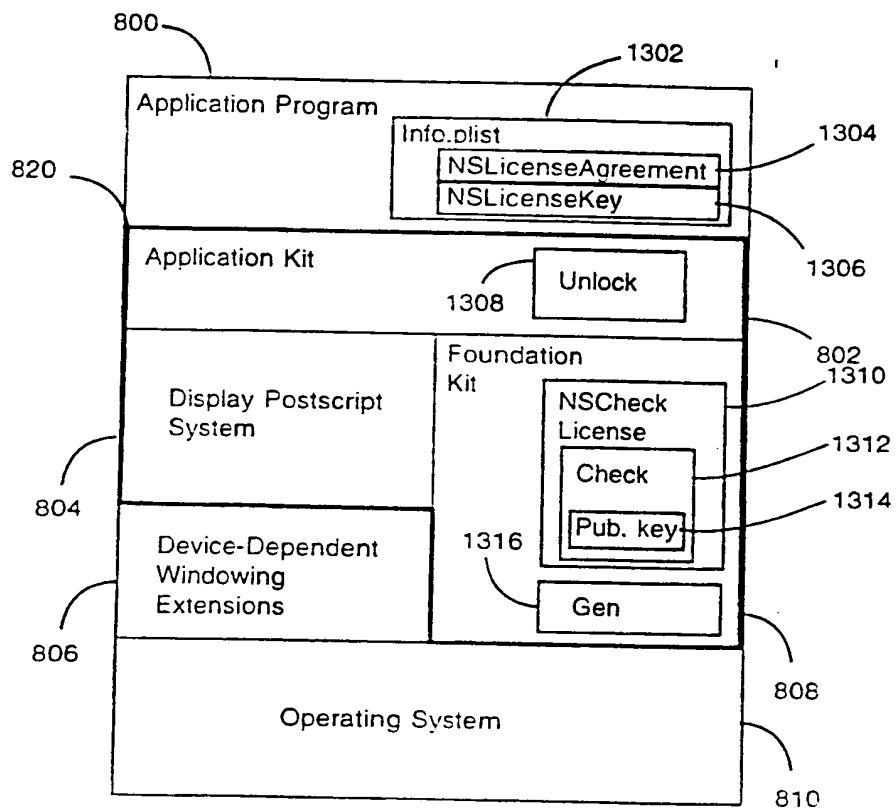 800
1302
Application Program
Info.plist
1304
NSLicenseAgreement
820
NSLicenseKey
1306
Application Kit
1308
Unlock
802
Foundation
Kit
1310
Display Postscript
System
NSCheck
License
1312
Check
804
1314
Pub. key
Device-Dependent
Windowing
Extensions
1316
Gen
806
808
Operating System
810